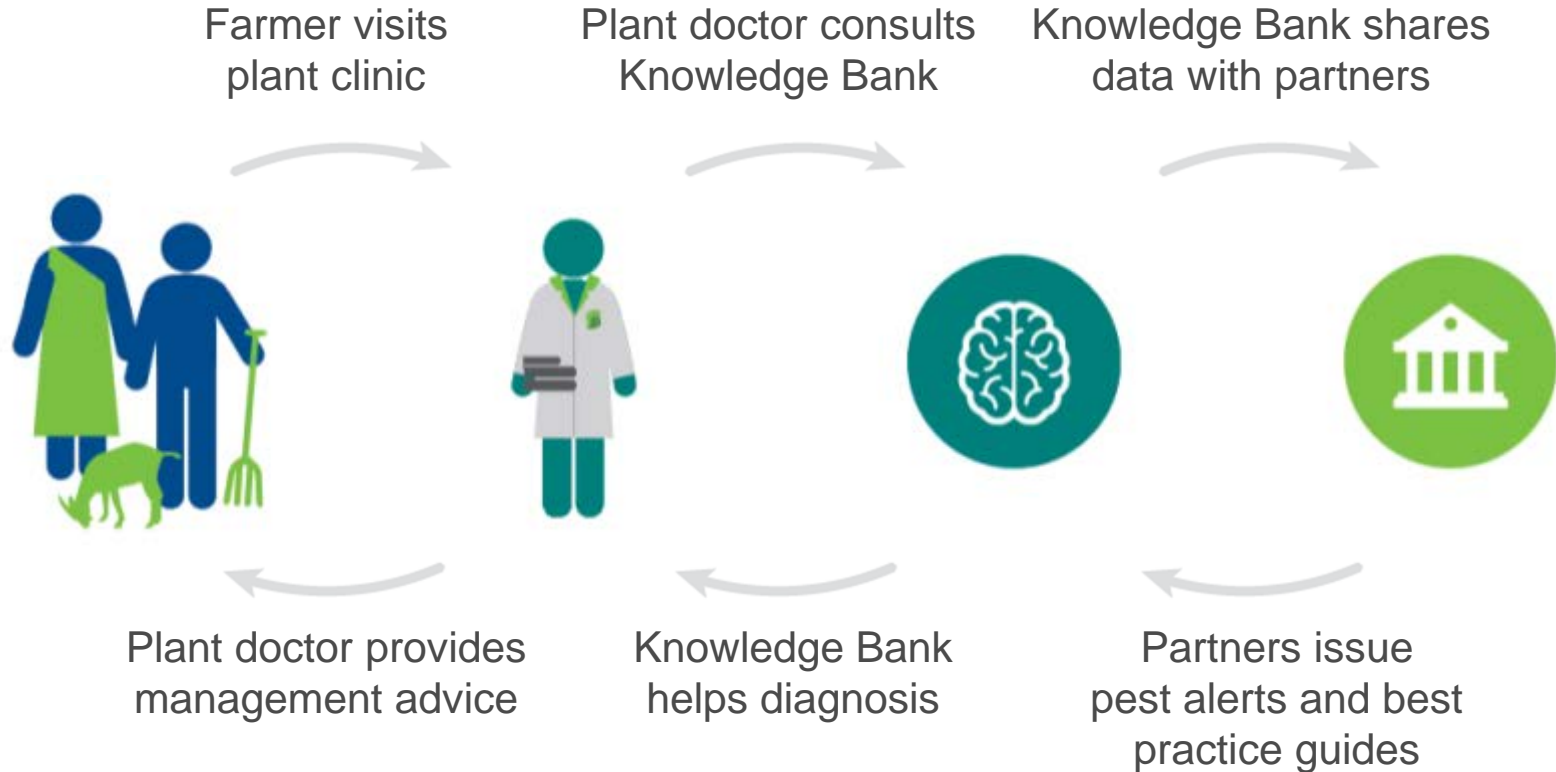 Farmer visits
plant clinic
Plant doctor consults
Knowledge Bank
Knowledge Bank shares
data with partners
Plant doctor provides
management advice
Knowledge Bank
helps diagnosis
Partners issue
pest alerts and best
practice guides